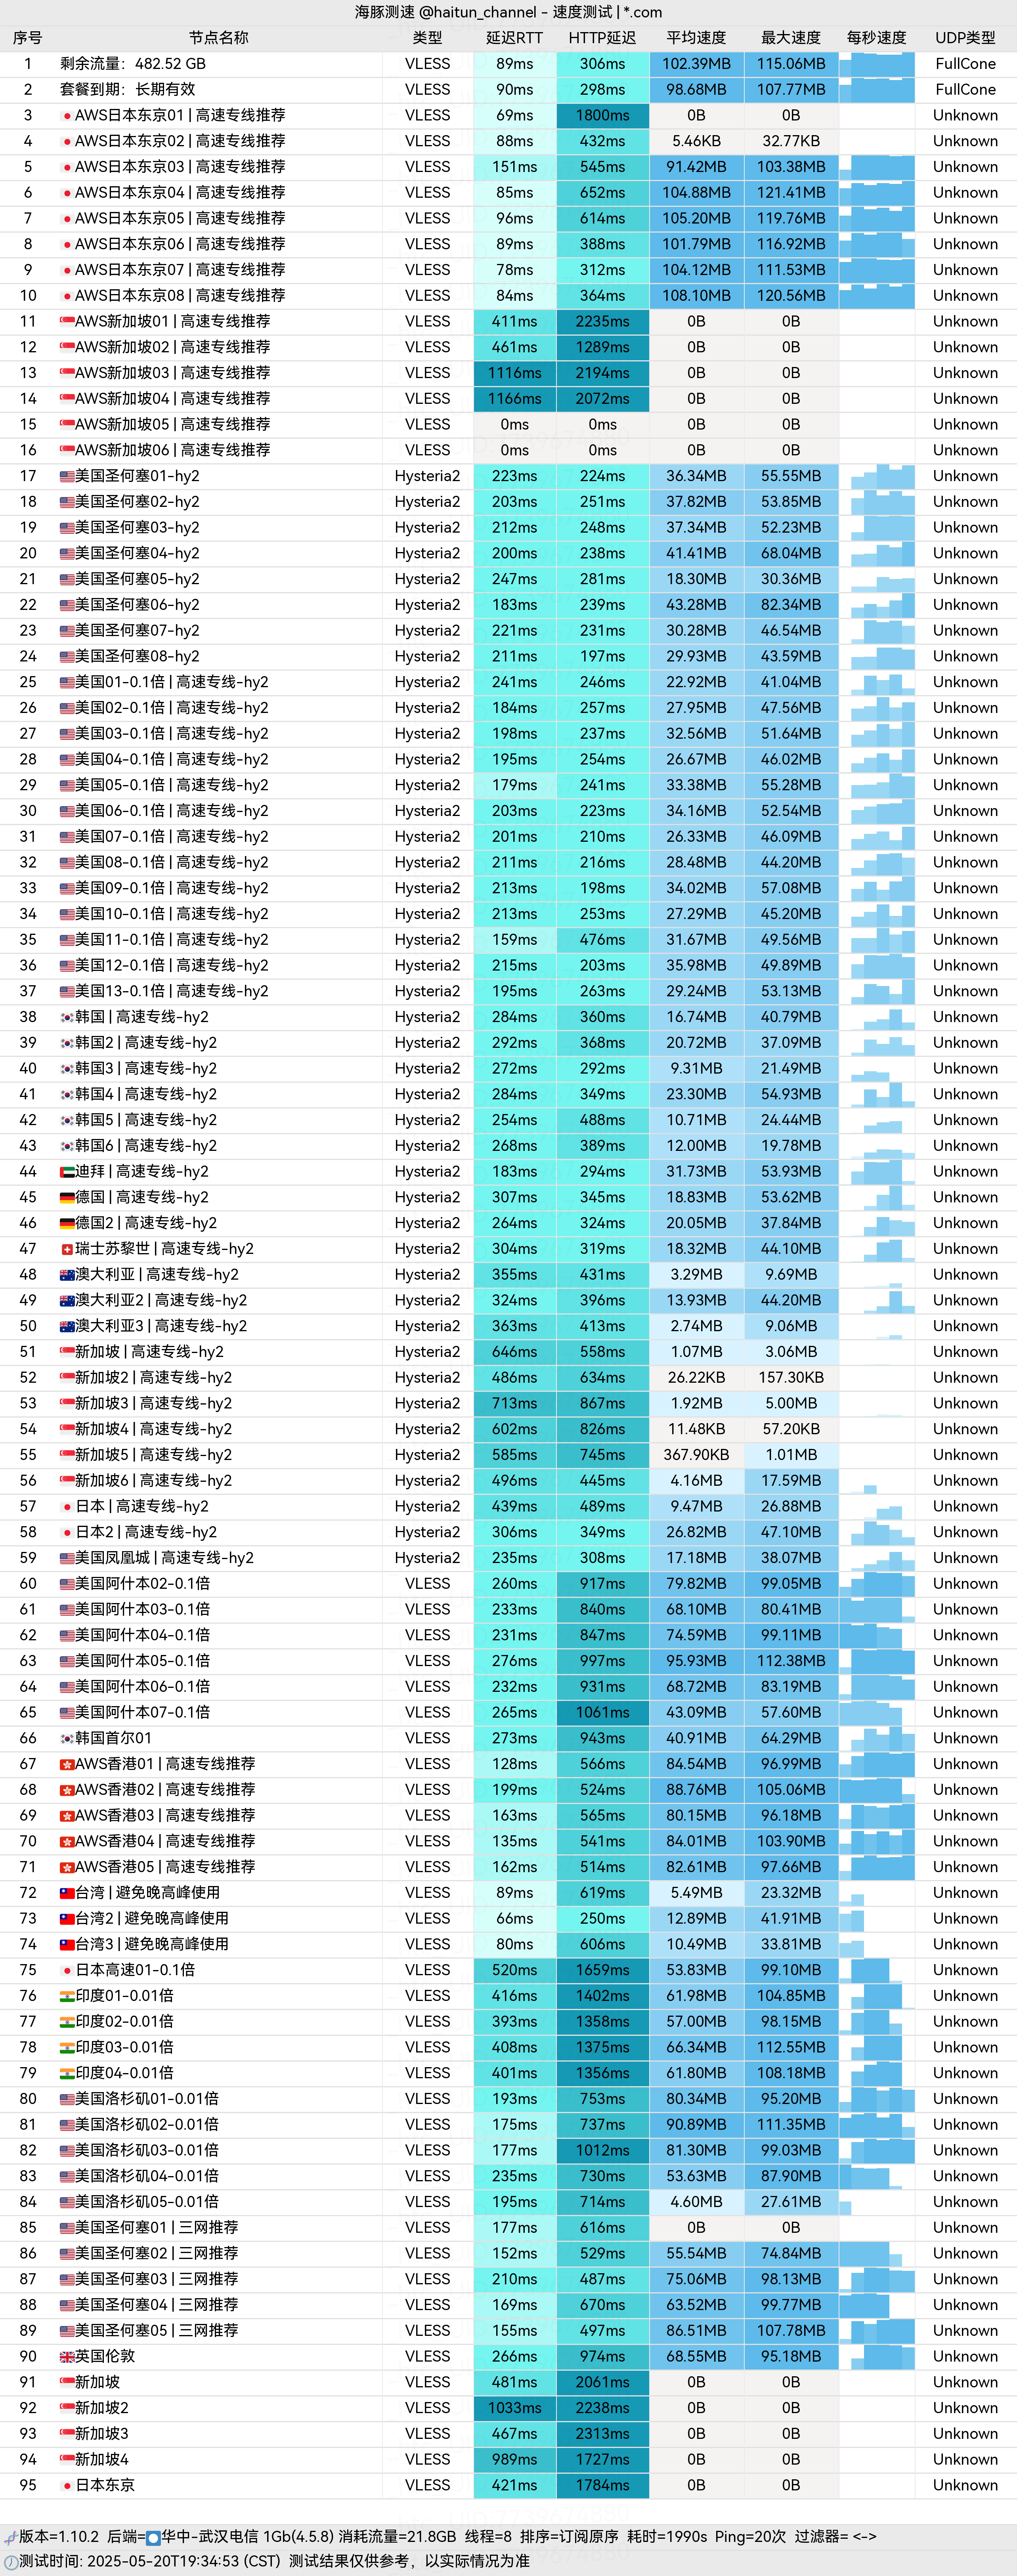 海豚测速 @haitun_channel - 速度测试 | *.com
序号 节点名称 类型 延迟RTT HTTP延迟 平均速度 最大速度 每秒速度 UDP类型
1 剩余流量：482.52 GB VLESS 89ms 306ms 102.39MB 115.06MB FullCone
2 套餐到期：长期有效 VLESS 90ms 298ms 98.68MB 107.77MB FullCone
3 AWS日本东京01 | 高速专线推荐 VLESS 69ms 1800ms 0B 0B Unknown
4 AWS日本东京02 | 高速专线推荐 VLESS 88ms 432ms 5.46KB 32.77KB Unknown
5 AWS日本东京03 | 高速专线推荐 VLESS 151ms 545ms 91.42MB 103.38MB Unknown
6 AWS日本东京04 | 高速专线推荐 VLESS 85ms 652ms 104.88MB 121.41MB Unknown
7 AWS日本东京05 | 高速专线推荐 VLESS 96ms 614ms 105.20MB 119.76MB Unknown
8 AWS日本东京06 | 高速专线推荐 VLESS 89ms 388ms 101.79MB 116.92MB Unknown
9 AWS日本东京07 | 高速专线推荐 VLESS 78ms 312ms 104.12MB 111.53MB Unknown
10 AWS日本东京08 | 高速专线推荐 VLESS 84ms 364ms 108.10MB 120.56MB Unknown
11 AWS新加坡01 | 高速专线推荐 VLESS 411ms 2235ms 0B 0B Unknown
12 AWS新加坡02 | 高速专线推荐 VLESS 461ms 1289ms 0B 0B Unknown
13 AWS新加坡03 | 高速专线推荐 VLESS 1116ms 2194ms 0B 0B Unknown
14 AWS新加坡04 | 高速专线推荐 VLESS 1166ms 2072ms 0B 0B Unknown
15 AWS新加坡05 | 高速专线推荐 VLESS 0ms 0ms 0B 0B Unknown
16 AWS新加坡06 | 高速专线推荐 VLESS 0ms 0ms 0B 0B Unknown
17 美国圣何塞01-hy2 Hysteria2 223ms 224ms 36.34MB 55.55MB Unknown
18 美国圣何塞02-hy2 Hysteria2 203ms 251ms 37.82MB 53.85MB Unknown
19 美国圣何塞03-hy2 Hysteria2 212ms 248ms 37.34MB 52.23MB Unknown
20 美国圣何塞04-hy2 Hysteria2 200ms 238ms 41.41MB 68.04MB Unknown
21 美国圣何塞05-hy2 Hysteria2 247ms 281ms 18.30MB 30.36MB Unknown
22 美国圣何塞06-hy2 Hysteria2 183ms 239ms 43.28MB 82.34MB Unknown
23 美国圣何塞07-hy2 Hysteria2 221ms 231ms 30.28MB 46.54MB Unknown
24 美国圣何塞08-hy2 Hysteria2 211ms 197ms 29.93MB 43.59MB Unknown
25 美国01-0.1倍 | 高速专线-hy2 Hysteria2 241ms 246ms 22.92MB 41.04MB Unknown
26 美国02-0.1倍 | 高速专线-hy2 Hysteria2 184ms 257ms 27.95MB 47.56MB Unknown
27 美国03-0.1倍 | 高速专线-hy2 Hysteria2 198ms 237ms 32.56MB 51.64MB Unknown
28 美国04-0.1倍 | 高速专线-hy2 Hysteria2 195ms 254ms 26.67MB 46.02MB Unknown
29 美国05-0.1倍 | 高速专线-hy2 Hysteria2 179ms 241ms 33.38MB 55.28MB Unknown
30 美国06-0.1倍 | 高速专线-hy2 Hysteria2 203ms 223ms 34.16MB 52.54MB Unknown
31 美国07-0.1倍 | 高速专线-hy2 Hysteria2 201ms 210ms 26.33MB 46.09MB Unknown
32 美国08-0.1倍 | 高速专线-hy2 Hysteria2 211ms 216ms 28.48MB 44.20MB Unknown
33 美国09-0.1倍 | 高速专线-hy2 Hysteria2 213ms 198ms 34.02MB 57.08MB Unknown
34 美国10-0.1倍 | 高速专线-hy2 Hysteria2 213ms 253ms 27.29MB 45.20MB Unknown
35 美国11-0.1倍 | 高速专线-hy2 Hysteria2 159ms 476ms 31.67MB 49.56MB Unknown
36 美国12-0.1倍 | 高速专线-hy2 Hysteria2 215ms 203ms 35.98MB 49.89MB Unknown
37 美国13-0.1倍 | 高速专线-hy2 Hysteria2 195ms 263ms 29.24MB 53.13MB Unknown
38 韩国 | 高速专线-hy2 Hysteria2 284ms 360ms 16.74MB 40.79MB Unknown
39 韩国2 | 高速专线-hy2 Hysteria2 292ms 368ms 20.72MB 37.09MB Unknown
40 韩国3 | 高速专线-hy2 Hysteria2 272ms 292ms 9.31MB 21.49MB Unknown
41 韩国4 | 高速专线-hy2 Hysteria2 284ms 349ms 23.30MB 54.93MB Unknown
42 韩国5 | 高速专线-hy2 Hysteria2 254ms 488ms 10.71MB 24.44MB Unknown
43 韩国6 | 高速专线-hy2 Hysteria2 268ms 389ms 12.00MB 19.78MB Unknown
44 迪拜 | 高速专线-hy2 Hysteria2 183ms 294ms 31.73MB 53.93MB Unknown
45 德国 | 高速专线-hy2 Hysteria2 307ms 345ms 18.83MB 53.62MB Unknown
46 德国2 | 高速专线-hy2 Hysteria2 264ms 324ms 20.05MB 37.84MB Unknown
47 瑞士苏黎世 | 高速专线-hy2 Hysteria2 304ms 319ms 18.32MB 44.10MB Unknown
48 澳大利亚 | 高速专线-hy2 Hysteria2 355ms 431ms 3.29MB 9.69MB Unknown
49 澳大利亚2 | 高速专线-hy2 Hysteria2 324ms 396ms 13.93MB 44.20MB Unknown
50 澳大利亚3 | 高速专线-hy2 Hysteria2 363ms 413ms 2.74MB 9.06MB Unknown
51 新加坡 | 高速专线-hy2 Hysteria2 646ms 558ms 1.07MB 3.06MB Unknown
52 新加坡2 | 高速专线-hy2 Hysteria2 486ms 634ms 26.22KB 157.30KB Unknown
53 新加坡3 | 高速专线-hy2 Hysteria2 713ms 867ms 1.92MB 5.00MB Unknown
54 新加坡4 | 高速专线-hy2 Hysteria2 602ms 826ms 11.48KB 57.20KB Unknown
55 新加坡5 | 高速专线-hy2 Hysteria2 585ms 745ms 367.90KB 1.01MB Unknown
56 新加坡6 | 高速专线-hy2 Hysteria2 496ms 445ms 4.16MB 17.59MB Unknown
57 日本 | 高速专线-hy2 Hysteria2 439ms 489ms 9.47MB 26.88MB Unknown
58 日本2 | 高速专线-hy2 Hysteria2 306ms 349ms 26.82MB 47.10MB Unknown
59 美国凤凰城 | 高速专线-hy2 Hysteria2 235ms 308ms 17.18MB 38.07MB Unknown
60 美国阿什本02-0.1倍 VLESS 260ms 917ms 79.82MB 99.05MB Unknown
61 美国阿什本03-0.1倍 VLESS 233ms 840ms 68.10MB 80.41MB Unknown
62 美国阿什本04-0.1倍 VLESS 231ms 847ms 74.59MB 99.11MB Unknown
63 美国阿什本05-0.1倍 VLESS 276ms 997ms 95.93MB 112.38MB Unknown
64 美国阿什本06-0.1倍 VLESS 232ms 931ms 68.72MB 83.19MB Unknown
65 美国阿什本07-0.1倍 VLESS 265ms 1061ms 43.09MB 57.60MB Unknown
66 韩国首尔01 VLESS 273ms 943ms 40.91MB 64.29MB Unknown
67 AWS香港01 | 高速专线推荐 VLESS 128ms 566ms 84.54MB 96.99MB Unknown
68 AWS香港02 | 高速专线推荐 VLESS 199ms 524ms 88.76MB 105.06MB Unknown
69 AWS香港03 | 高速专线推荐 VLESS 163ms 565ms 80.15MB 96.18MB Unknown
70 AWS香港04 | 高速专线推荐 VLESS 135ms 541ms 84.01MB 103.90MB Unknown
71 AWS香港05 | 高速专线推荐 VLESS 162ms 514ms 82.61MB 97.66MB Unknown
72 台湾 | 避免晚高峰使用 VLESS 89ms 619ms 5.49MB 23.32MB Unknown
73 台湾2 | 避免晚高峰使用 VLESS 66ms 250ms 12.89MB 41.91MB Unknown
74 台湾3 | 避免晚高峰使用 VLESS 80ms 606ms 10.49MB 33.81MB Unknown
75 日本高速01-0.1倍 VLESS 520ms 1659ms 53.83MB 99.10MB Unknown
76 印度01-0.01倍 VLESS 416ms 1402ms 61.98MB 104.85MB Unknown
77 印度02-0.01倍 VLESS 393ms 1358ms 57.00MB 98.15MB Unknown
78 印度03-0.01倍 VLESS 408ms 1375ms 66.34MB 112.55MB Unknown
79 印度04-0.01倍 VLESS 401ms 1356ms 61.80MB 108.18MB Unknown
80 美国洛杉矶01-0.01倍 VLESS 193ms 753ms 80.34MB 95.20MB Unknown
81 美国洛杉矶02-0.01倍 VLESS 175ms 737ms 90.89MB 111.35MB Unknown
82 美国洛杉矶03-0.01倍 VLESS 177ms 1012ms 81.30MB 99.03MB Unknown
83 美国洛杉矶04-0.01倍 VLESS 235ms 730ms 53.63MB 87.90MB Unknown
84 美国洛杉矶05-0.01倍 VLESS 195ms 714ms 4.60MB 27.61MB Unknown
85 美国圣何塞01 | 三网推荐 VLESS 177ms 616ms 0B 0B Unknown
86 美国圣何塞02 | 三网推荐 VLESS 152ms 529ms 55.54MB 74.84MB Unknown
87 美国圣何塞03 | 三网推荐 VLESS 210ms 487ms 75.06MB 98.13MB Unknown
88 美国圣何塞04 | 三网推荐 VLESS 169ms 670ms 63.52MB 99.77MB Unknown
89 美国圣何塞05 | 三网推荐 VLESS 155ms 497ms 86.51MB 107.78MB Unknown
90 英国伦敦 VLESS 266ms 974ms 68.55MB 95.18MB Unknown
91 新加坡 VLESS 481ms 2061ms 0B 0B Unknown
92 新加坡2 VLESS 1033ms 2238ms 0B 0B Unknown
93 新加坡3 VLESS 467ms 2313ms 0B 0B Unknown
94 新加坡4 VLESS 989ms 1727ms 0B 0B Unknown
95 日本东京 VLESS 421ms 1784ms 0B 0B Unknown
版本=1.10.2 后端=华中-武汉电信 1Gb(4.5.8) 消耗流量=21.8GB 线程=8 排序=订阅原序 耗时=1990s Ping=20次 过滤器= <->
测试时间: 2025-05-20T19:34:53 (CST) 测试结果仅供参考，以实际情况为准